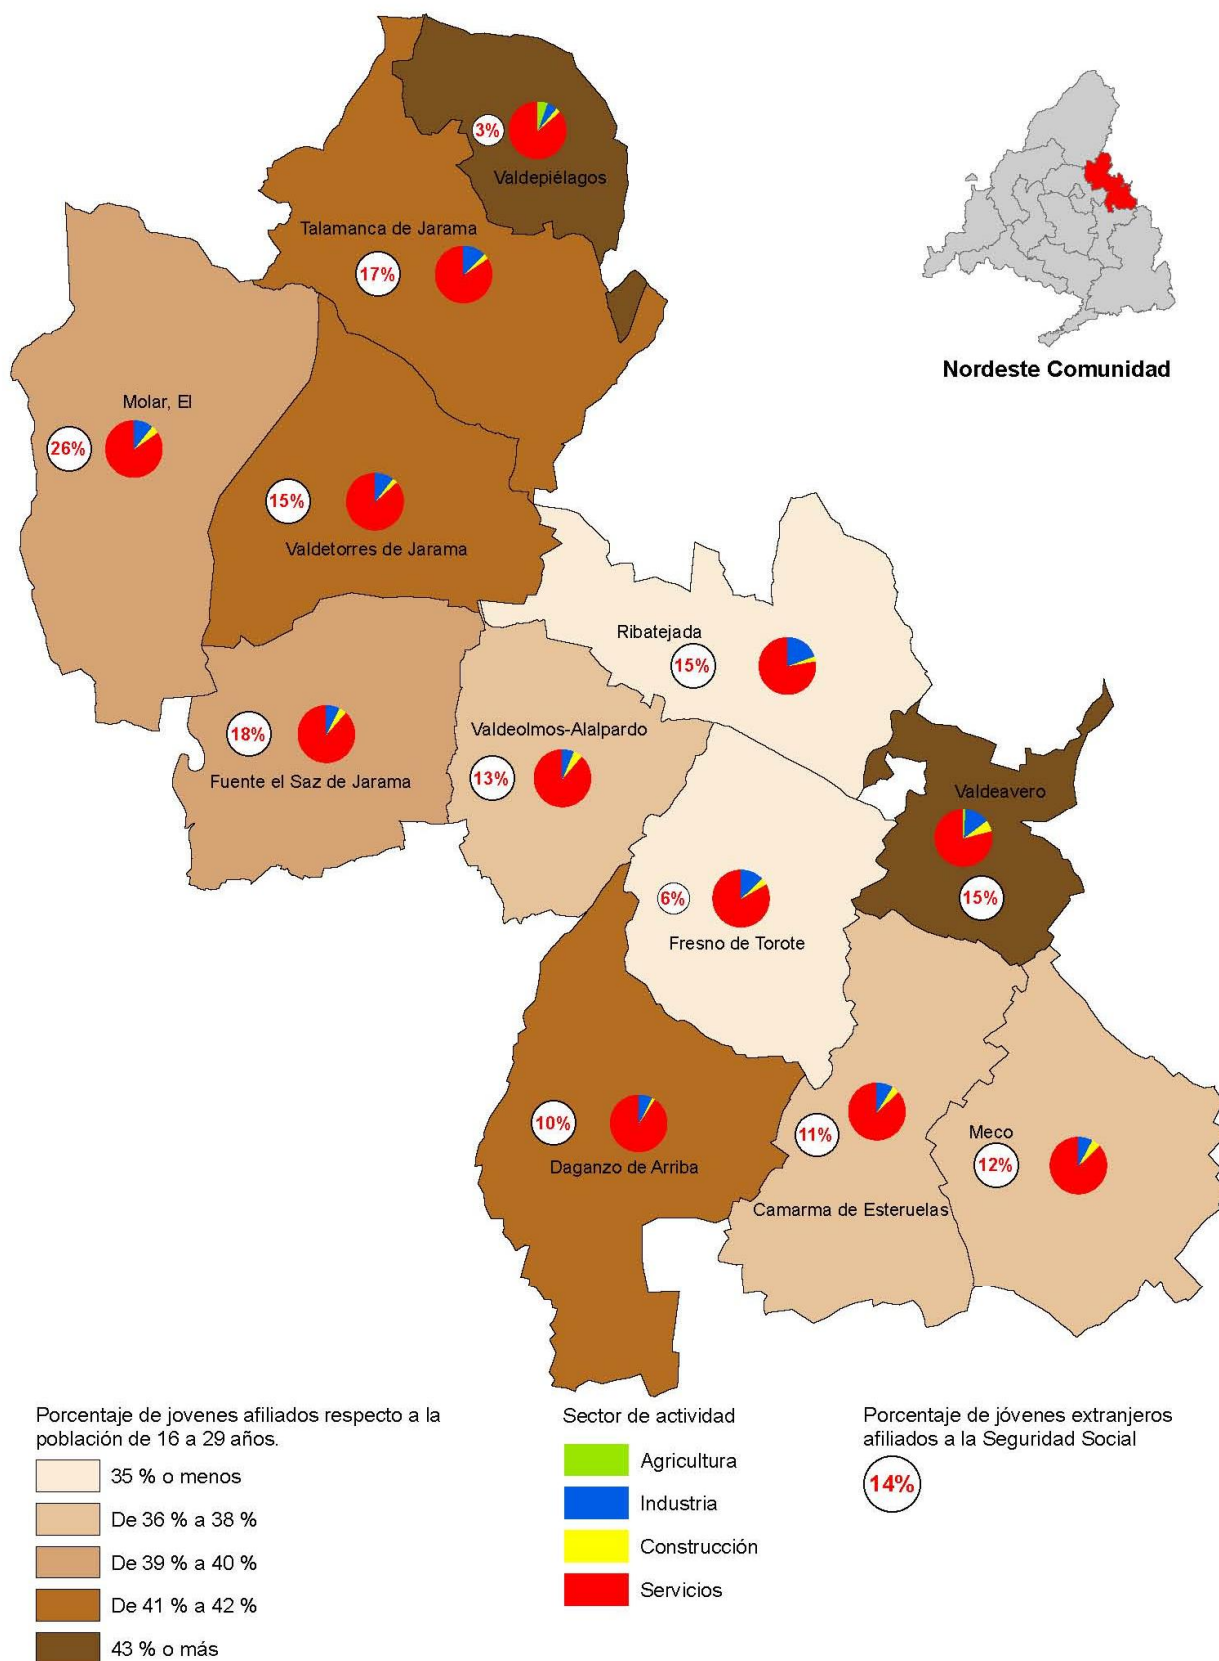 3%
Valdepiélagos
Talamanca de Jarama
17%
Nordeste Comunidad
Molar, El
26%
15%
Valdetorres de Jarama
Ribatejada
15%
18%
Fuente el Saz de Jarama
Valdeolmos-Alalpardo
13%
Valdeavero
15%
6%
Fresno de Torote
10%
Daganzo de Arriba
11%
Camarma de Esteruelas
Meco
12%
Porcentaje de jovenes afiliados respecto a la
población de 16 a 29 años.
35 % o menos
De 36 % a 38 %
De 39 % a 40 %
De 41 % a 42 %
43 % o más
Sector de actividad
Agricultura
Industria
Construcción
Servicios
Porcentaje de jóvenes extranjeros
afiliados a la Seguridad Social
14%